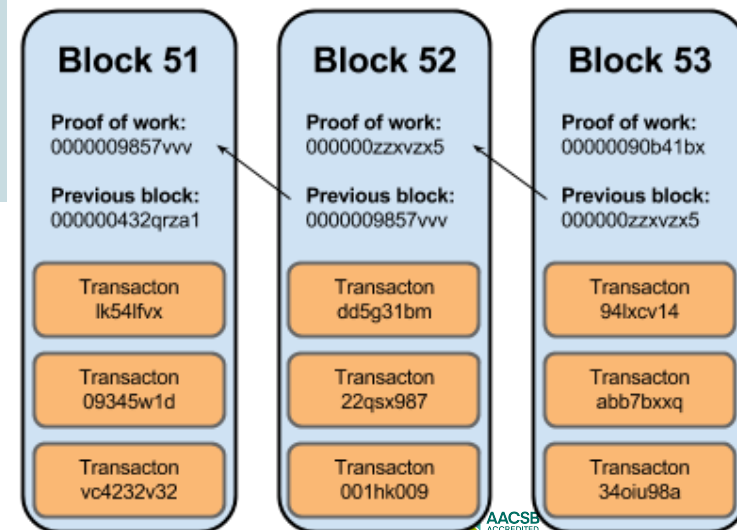 Block 51
Proof of work:
0000009857vvv
Previous block:
000000432qrza1
Transacton
lk54lfvx
Transacton
09345w1d
Transacton
vc4232v32
Block 52
Proof of work:
000000zzxvzx5
Previous block:
0000009857vvv
Transacton
dd5g31bm
Transacton
22qsx987
Transacton
001hk009
Block 53
Proof of work:
00000090b41bx
Previous block:
000000zzxvzx5
Transacton
94lxcv14
Transacton
abb7bxxq
Transacton
34oiu98a
AACSB
ACCREDITED